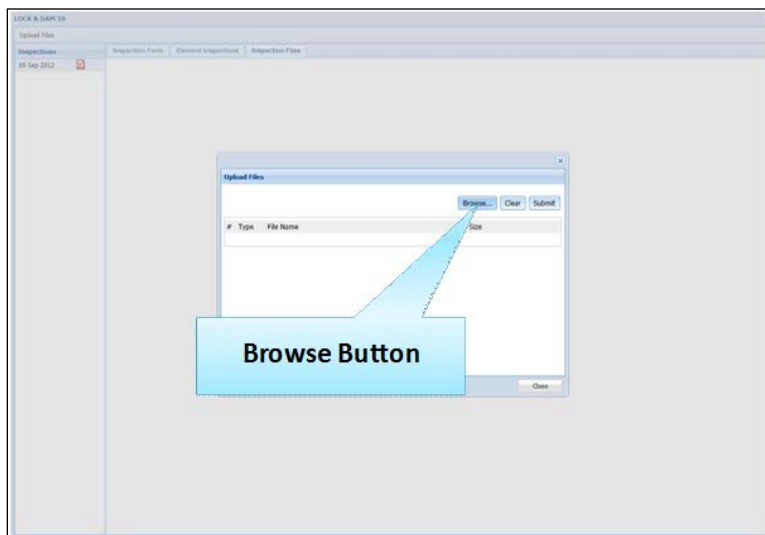 LOCK & DAM 10
Upload Files
Inspections
Inspection Form Element Inspections Inspection Files
05 Sep 2012
Upload Files
Browse... Clear Submit
# Type File Name Size
Browse Button
Close